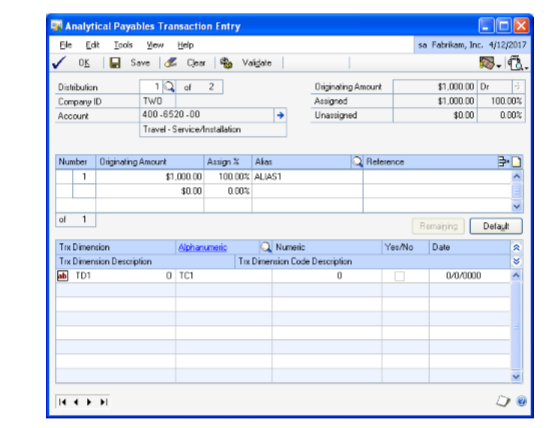 Analytical Payables Transaction Entry
File Edit Tools View Help sa Fabrikam, Inc. 4/12/2017
OK Save Clear Validate
Distribution 1 of 2 Originating Amount $1,000.00 Dr
Company ID TWO Assigned $1,000.00 100.00%
Account 400 -6520 -00 Unassigned $0.00 0.00%
Travel - Service/Installation
Number Originating Amount Assign % Alias Reference
1 $1,000.00 100.00% ALIAS1
$0.00 0.00%
of 1 Remaining Default
Trx Dimension Alphanumeric Numeric Yes/No Date
Trx Dimension Description Trx Dimension Code Description
ab TD1 0 TC1 0 0/0/0000